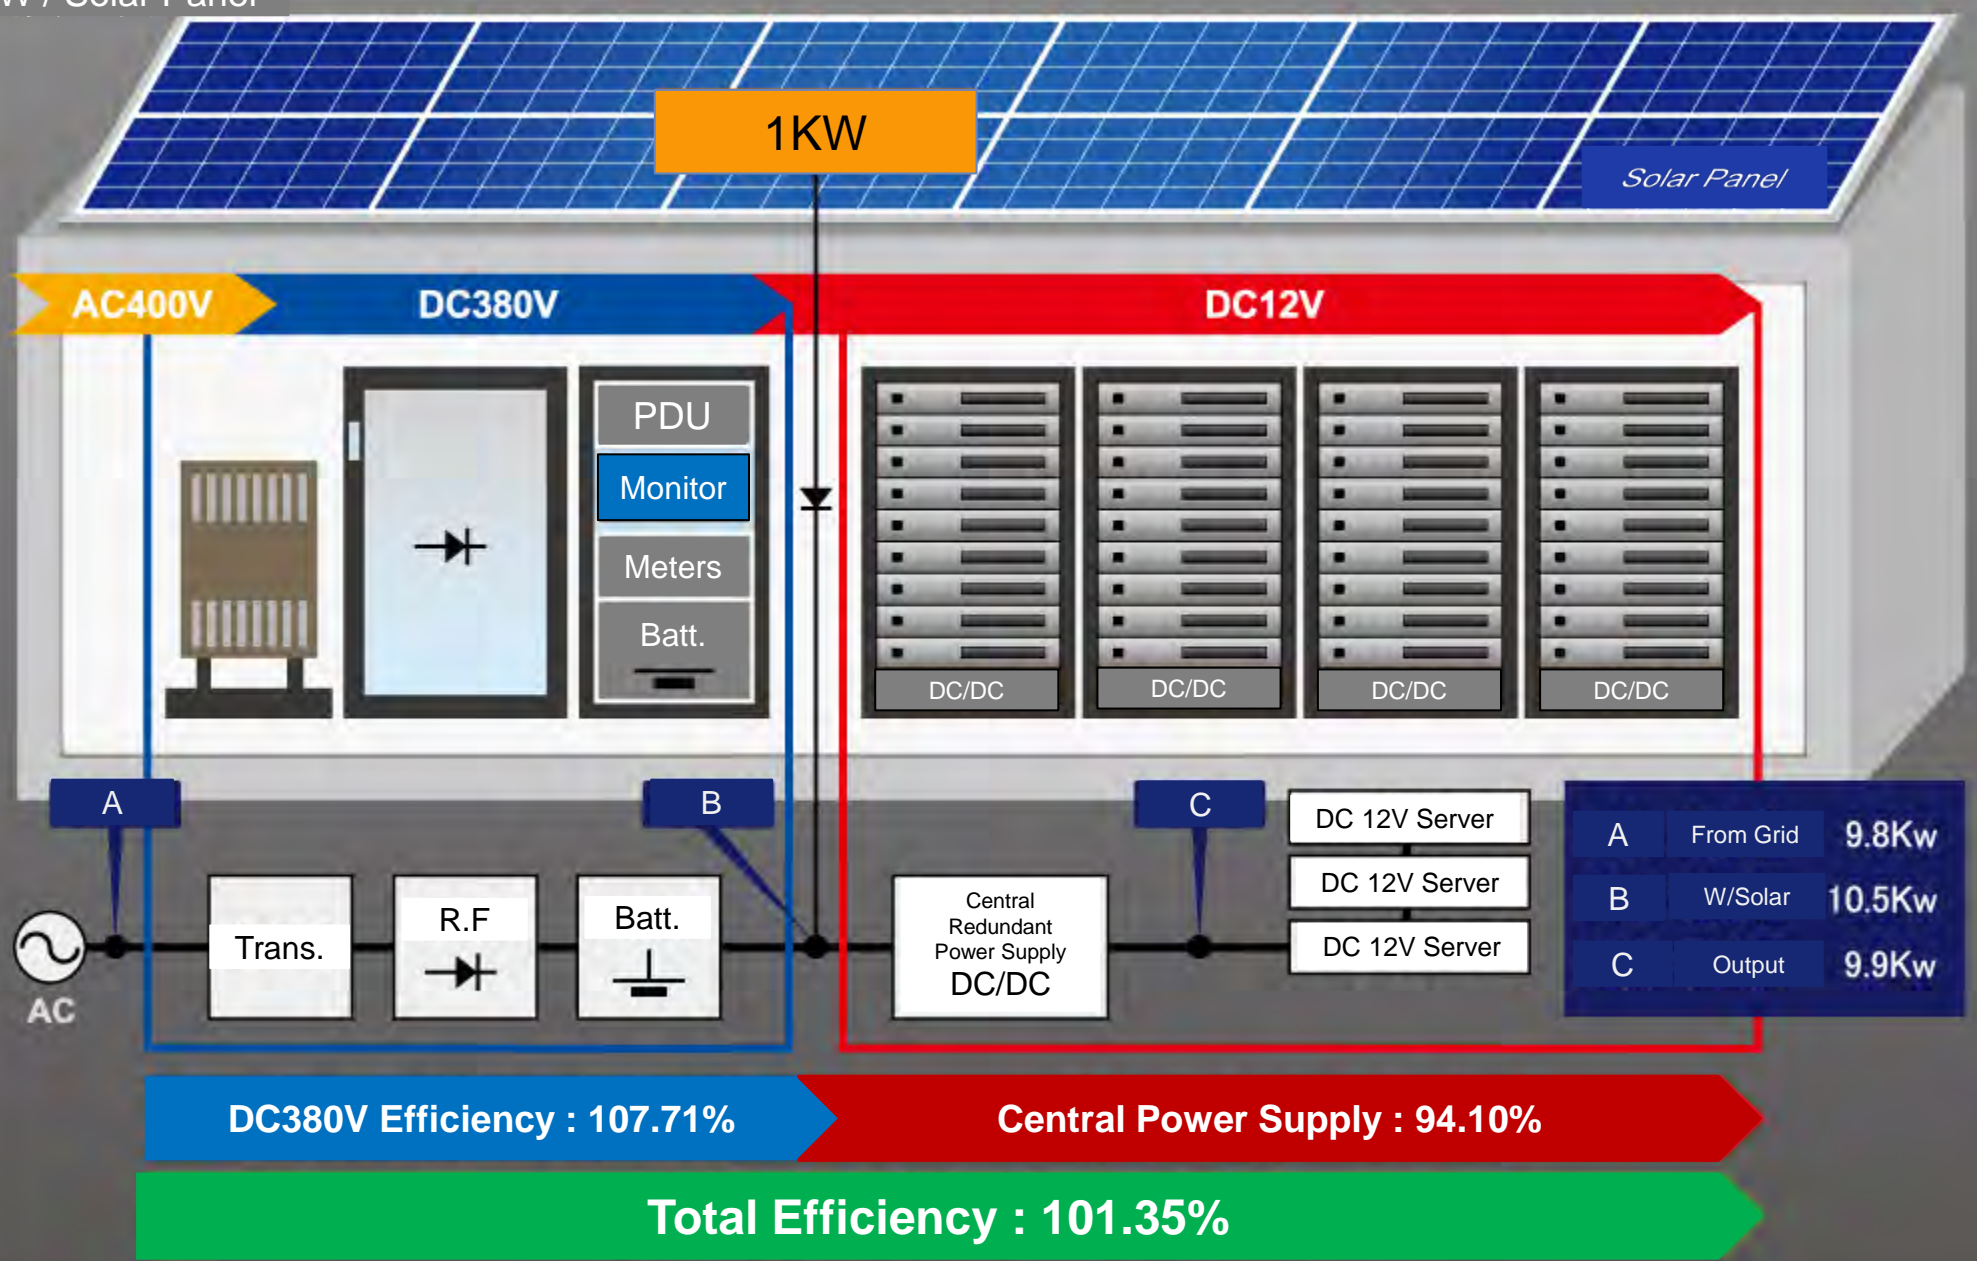 W / Solar Panel
1KW
Solar Panel
AC400V
DC380V
DC12V
PDU
Monitor
Meters
Batt.
DC/DC
DC/DC
DC/DC
DC/DC
A
B
C
AC
Trans.
R.F
Batt.
Central
Redundant
Power Supply
DC/DC
DC 12V Server
DC 12V Server
DC 12V Server
A From Grid 9.8Kw
B W/Solar 10.5Kw
C Output 9.9Kw
DC380V Efficiency : 107.71%
Central Power Supply : 94.10%
Total Efficiency : 101.35%